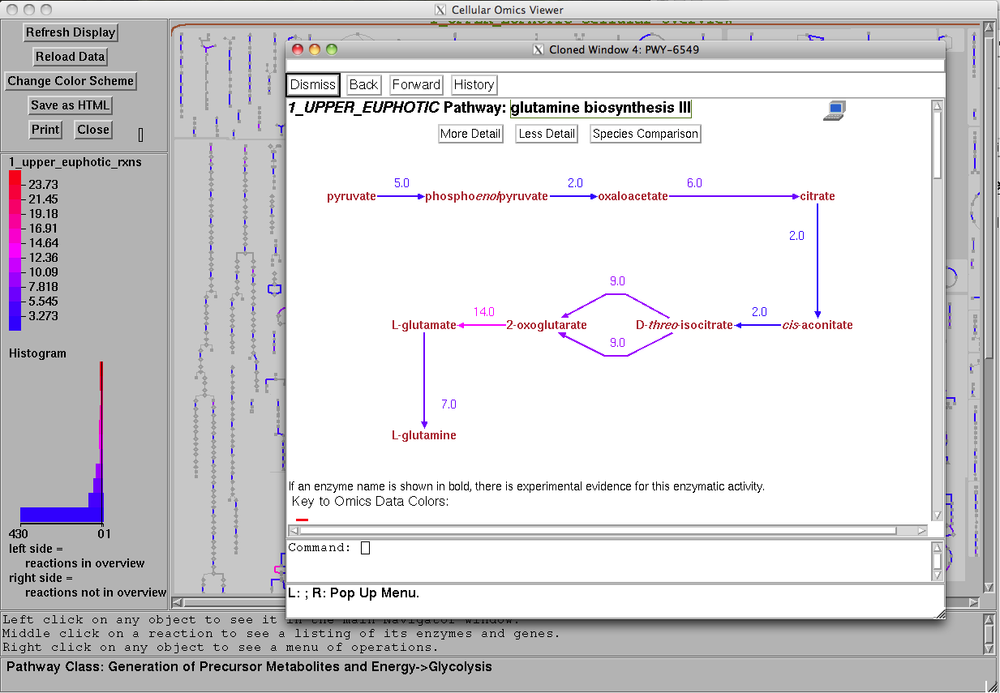 Cellular Omics Viewer
Refresh Display
Reload Data
Change Color Scheme
Save as HTML
Print Close
1_upper_euphotic_rxns
23.73
21.45
19.18
16.91
14.64
12.36
10.09
7.818
5.545
3.273
Histogram
430 0 1
left side =
reactions in overview
right side =
reactions not in overview
1_UPPER_EUPHOTIC Cellular Overview
Cloned Window 4: PWY-6549
Dismiss Back Forward History
1_UPPER_EUPHOTIC Pathway: glutamine biosynthesis III
More Detail Less Detail Species Comparison
5.0 2.0 6.0
pyruvate phosphoenolpyruvate oxaloacetate citrate
2.0
9.0
14.0 2.0
L-glutamate 2-oxoglutarate D-threo-isocitrate cis-aconitate
9.0
7.0
L-glutamine
If an enzyme name is shown in bold, there is experimental evidence for this enzymatic activity.
Key to Omics Data Colors:
Command:
L: ; R: Pop Up Menu.
Left click on any object to see it in the main Navigator window.
Middle click on a reaction to see a listing of its enzymes and genes.
Right click on any object to see a menu of operations.
Pathway Class: Generation of Precursor Metabolites and Energy->Glycolysis